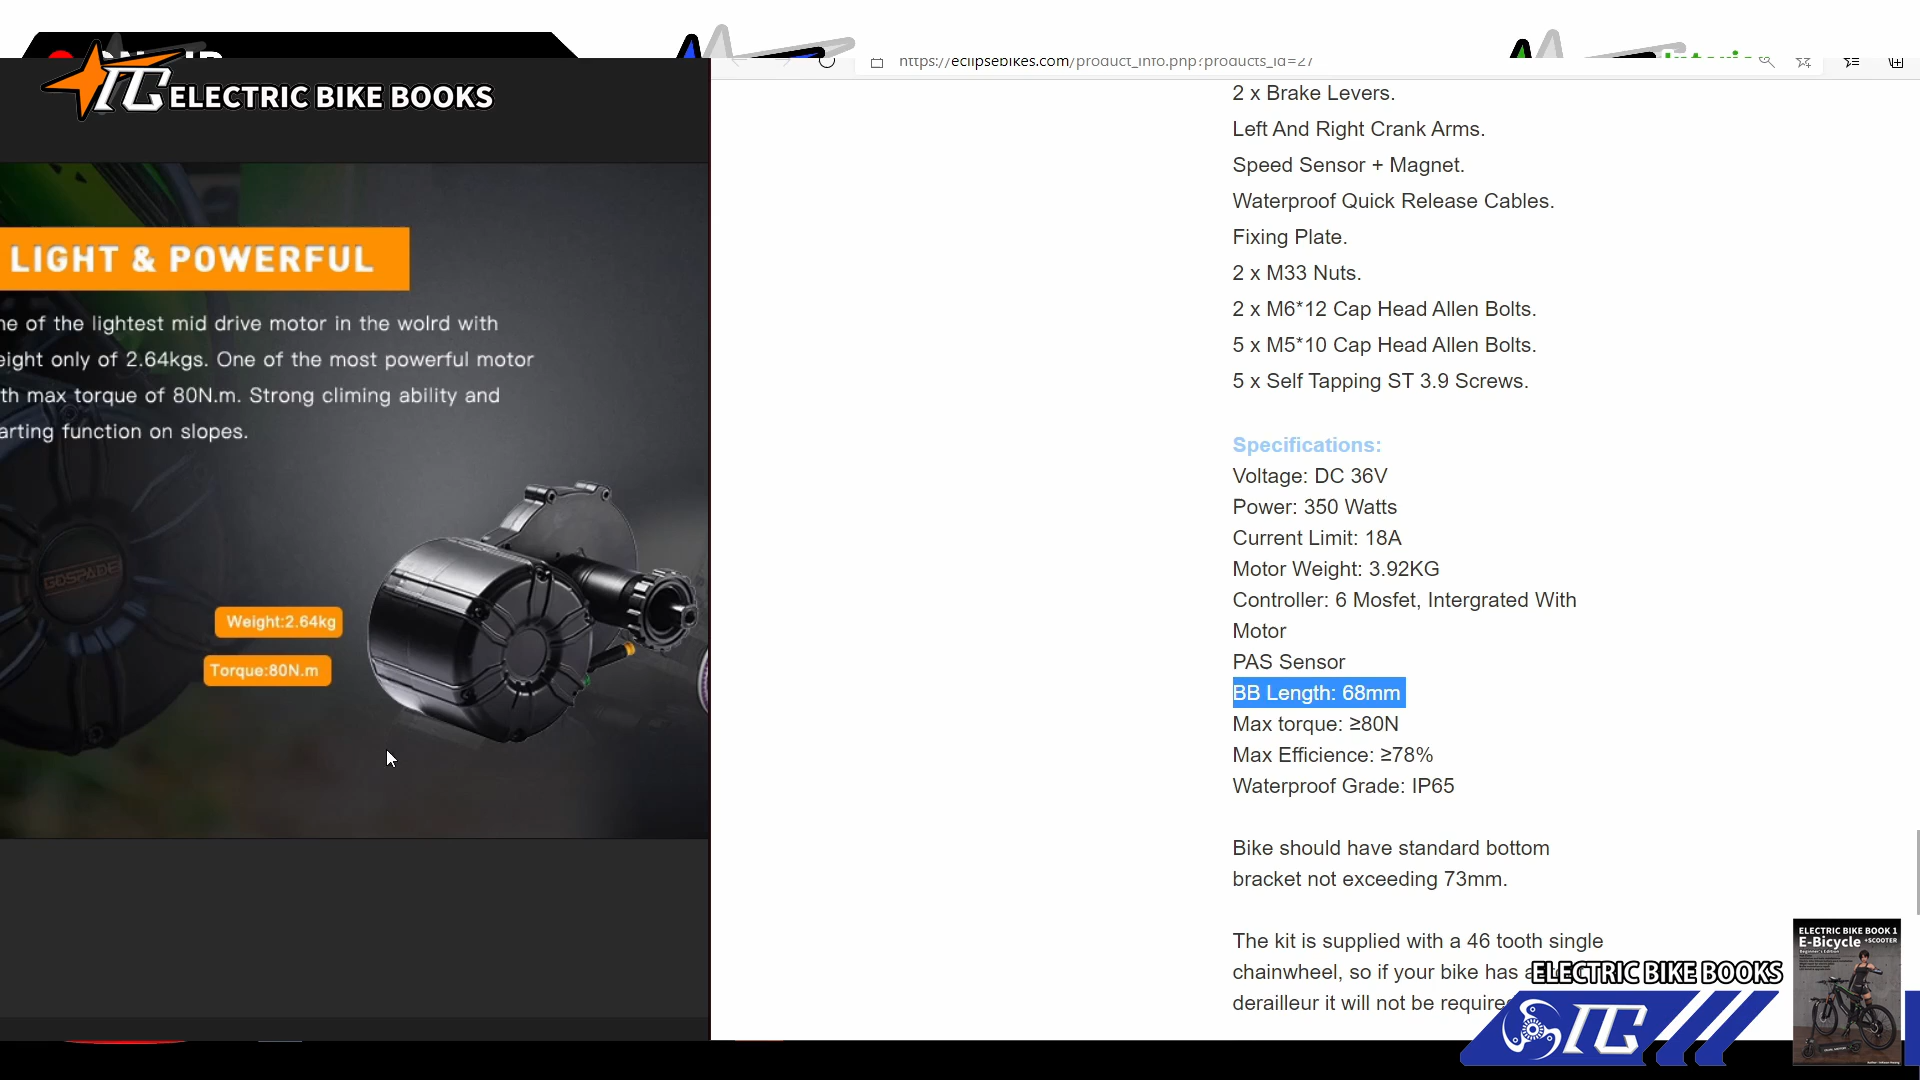 ELECTRIC BIKE BOOKS
LIGHT & POWERFUL
ne of the lightest mid drive motor in the wolrd with
eight only of 2.64kgs. One of the most powerful motor
th max torque of 80N.m. Strong climing ability and
arting function on slopes.
GOSPADE
Weight:2.64kg
Torque:80N.m
https://eclipsebikes.com/product_info.php?products_id=27
2 x Brake Levers.
Left And Right Crank Arms.
Speed Sensor + Magnet.
Waterproof Quick Release Cables.
Fixing Plate.
2 x M33 Nuts.
2 x M6*12 Cap Head Allen Bolts.
5 x M5*10 Cap Head Allen Bolts.
5 x Self Tapping ST 3.9 Screws.
Specifications:
Voltage: DC 36V
Power: 350 Watts
Current Limit: 18A
Motor Weight: 3.92KG
Controller: 6 Mosfet, Intergrated With
Motor
PAS Sensor
BB Length: 68mm
Max torque: ≥80N
Max Efficience: ≥78%
Waterproof Grade: IP65
Bike should have standard bottom
bracket not exceeding 73mm.
The kit is supplied with a 46 tooth single
chainwheel, so if your bike has a
derailleur it will not be require
ELECTRIC BIKE BOOKS
ELECTRIC BIKE BOOK 1
E-Bicycle +SCOOTER